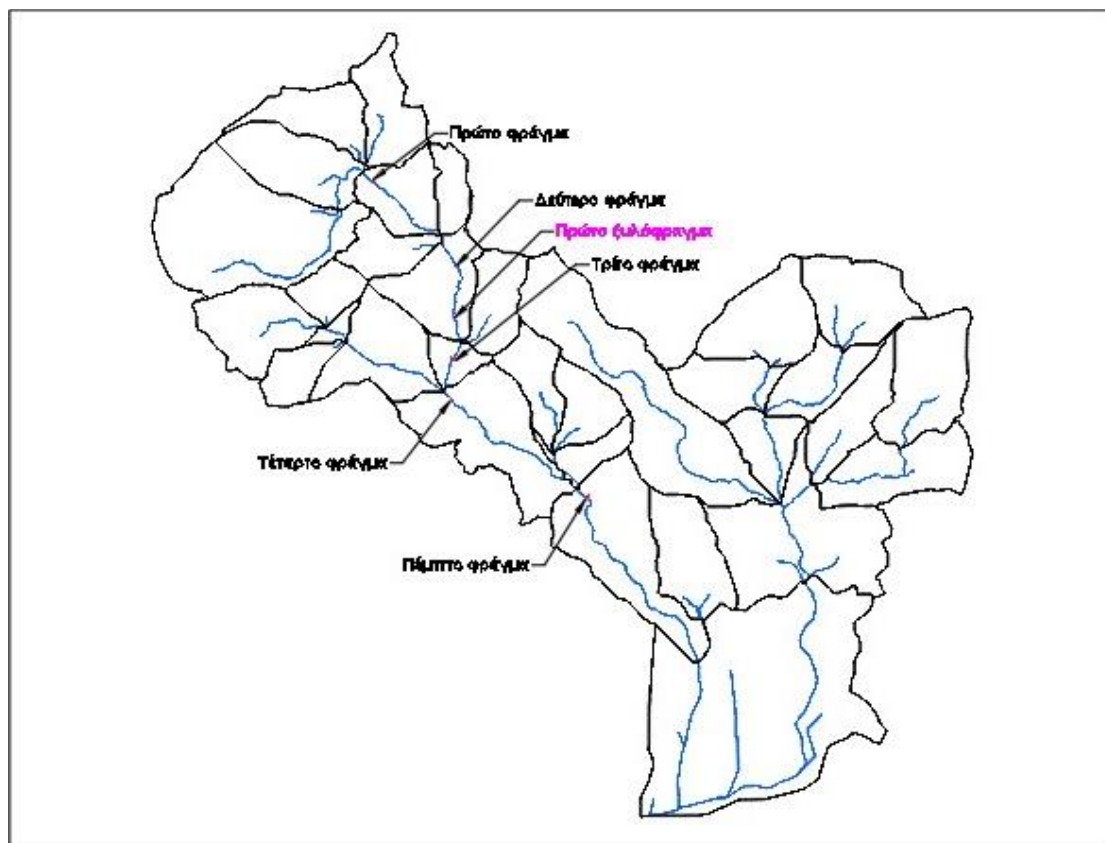 Πρώτο φράγμα
Δεύτερο φράγμα
Πρώτο ξυλόφραγμα
Τρίτο φράγμα
Τέταρτο φράγμα
Πέμπτο φράγμα